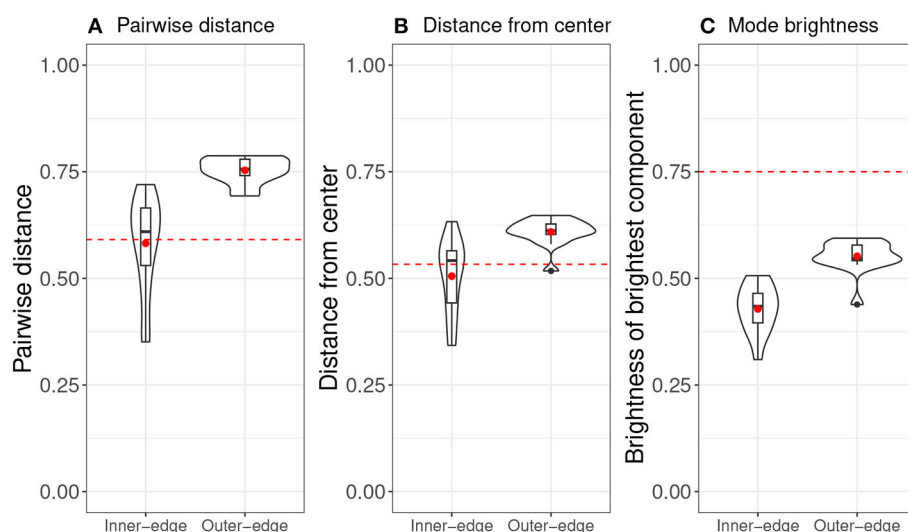 A Pairwise distance
Pairwise distance
1.00
0.75
0.50
0.25
0.00
Inner−edge Outer−edge
B Distance from center
Distance from center
1.00
0.75
0.50
0.25
0.00
Inner−edge Outer−edge
C Mode brightness
Brightness of brightest component
1.00
0.75
0.50
0.25
0.00
Inner−edge Outer−edge